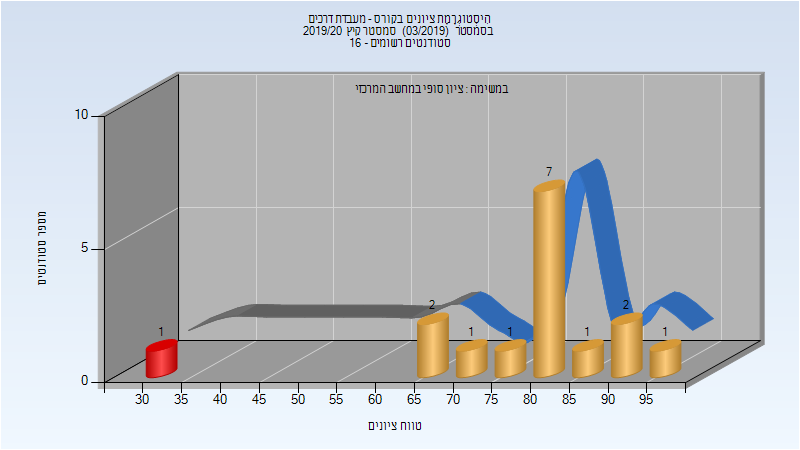 היסטוגרמת ציונים בקורס - מעבדת דרכים
בסמסטר (03/2019) סמסטר קיץ 2019/20
סטודנטים רשומים - 16
במשימה : ציון סופי במחשב המרכזי
10
5
0
מספר סטודנטים
1
2
1
1
7
1
2
1
30 35 40 45 50 55 60 65 70 75 80 85 90 95
טווח ציונים